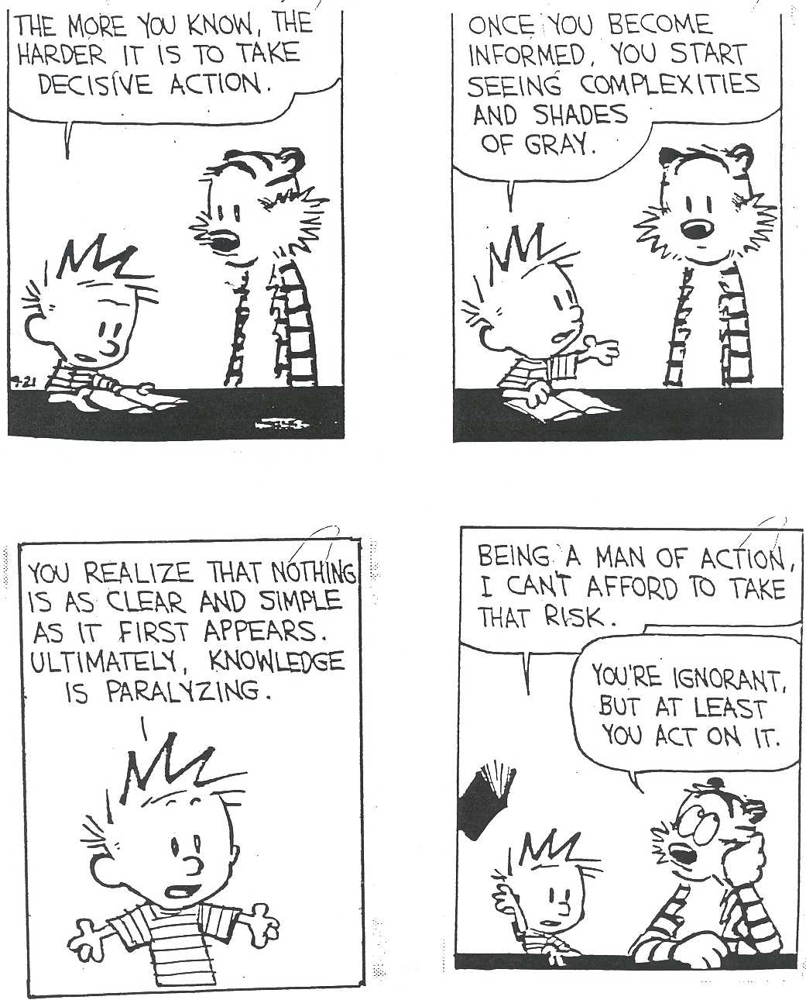 THE MORE YOU KNOW, THE
HARDER IT IS TO TAKE
DECISIVE ACTION.
9-21
ONCE YOU BECOME
INFORMED, YOU START
SEEING COMPLEXITIES
AND SHADES
OF GRAY.
YOU REALIZE THAT NOTHING
IS AS CLEAR AND SIMPLE
AS IT FIRST APPEARS.
ULTIMATELY, KNOWLEDGE
IS PARALYZING.
BEING A MAN OF ACTION,
I CAN'T AFFORD TO TAKE
THAT RISK.
YOU'RE IGNORANT,
BUT AT LEAST
YOU ACT ON IT.